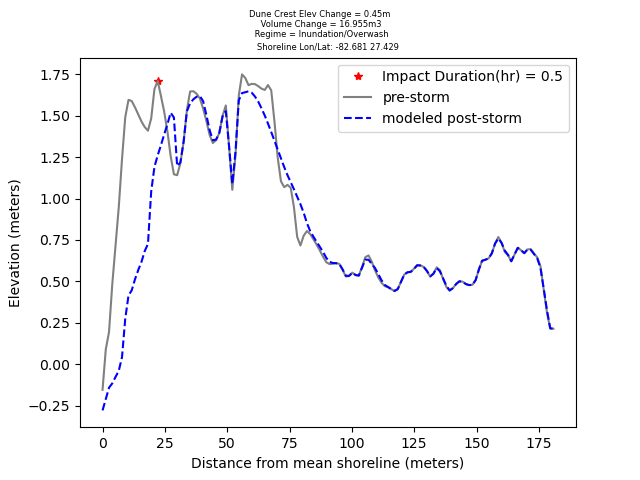 Dune Crest Elev Change = 0.45m
Volume Change = 16.955m3
Regime = Inundation/Overwash
Shoreline Lon/Lat: -82.681 27.429
Impact Duration(hr) = 0.5
pre-storm
modeled post-storm
Elevation (meters)
1.75
1.50
1.25
1.00
0.75
0.50
0.25
0.00
−0.25
0 25 50 75 100 125 150 175
Distance from mean shoreline (meters)